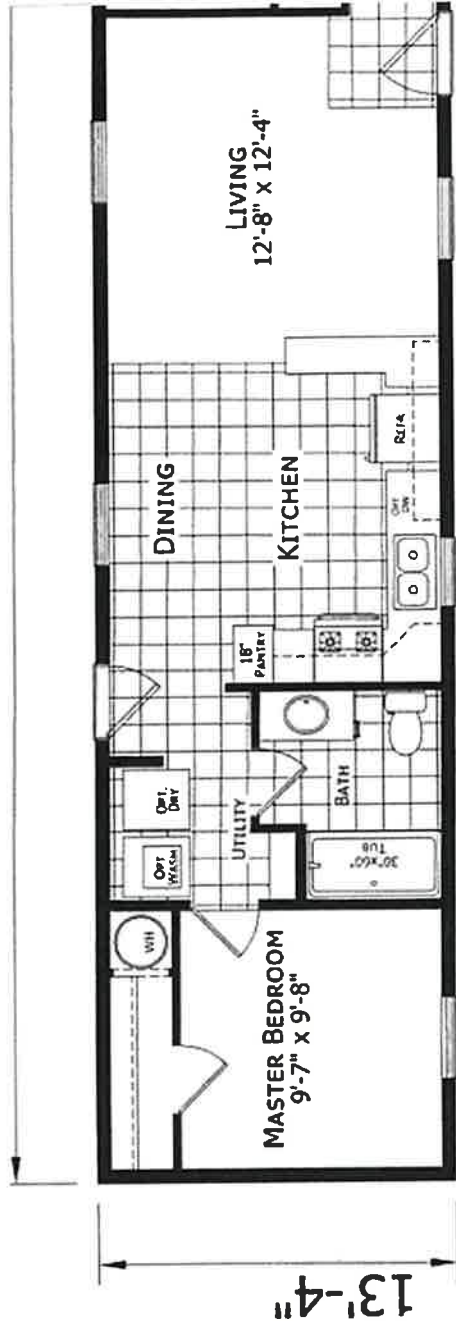 LIVING
12'-8" x 12'-4"
DINING
KITCHEN
REFR.
OPT
DW
18"
PANTRY
OPT.
DRY
OPT
WASH
UTILITY
BATH
30"x60"
TUB
WH
MASTER BEDROOM
9'-7" x 9'-8"
13'-4"